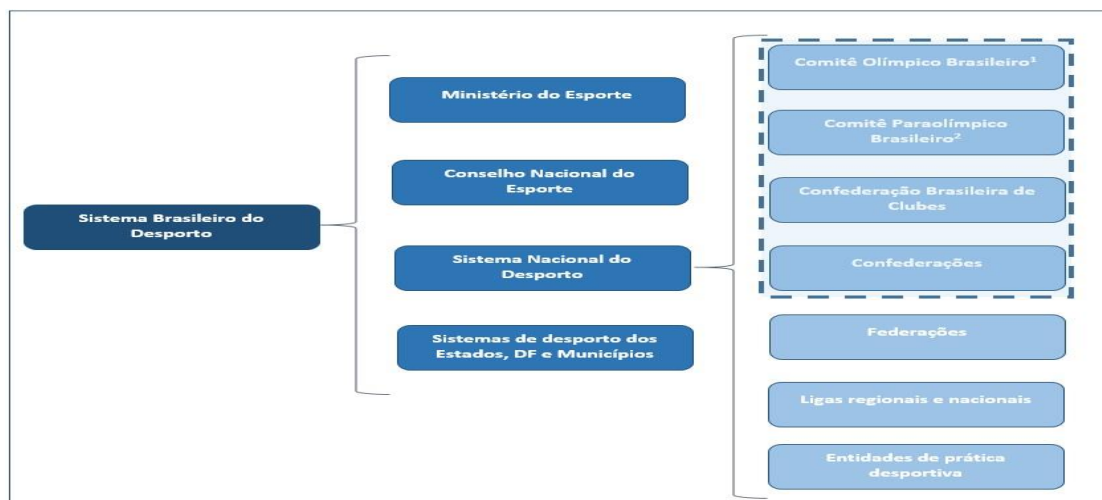 Sistema Brasileiro do
Desporto
Ministério do Esporte
Conselho Nacional do
Esporte
Sistema Nacional do
Desporto
Sistemas de desporto dos
Estados, DF e Municípios
Comitê Olímpico Brasileiro¹
Comitê Paraolímpico
Brasileiro²
Confederação Brasileira de
Clubes
Confederações
Federações
Ligas regionais e nacionais
Entidades de prática
desportiva